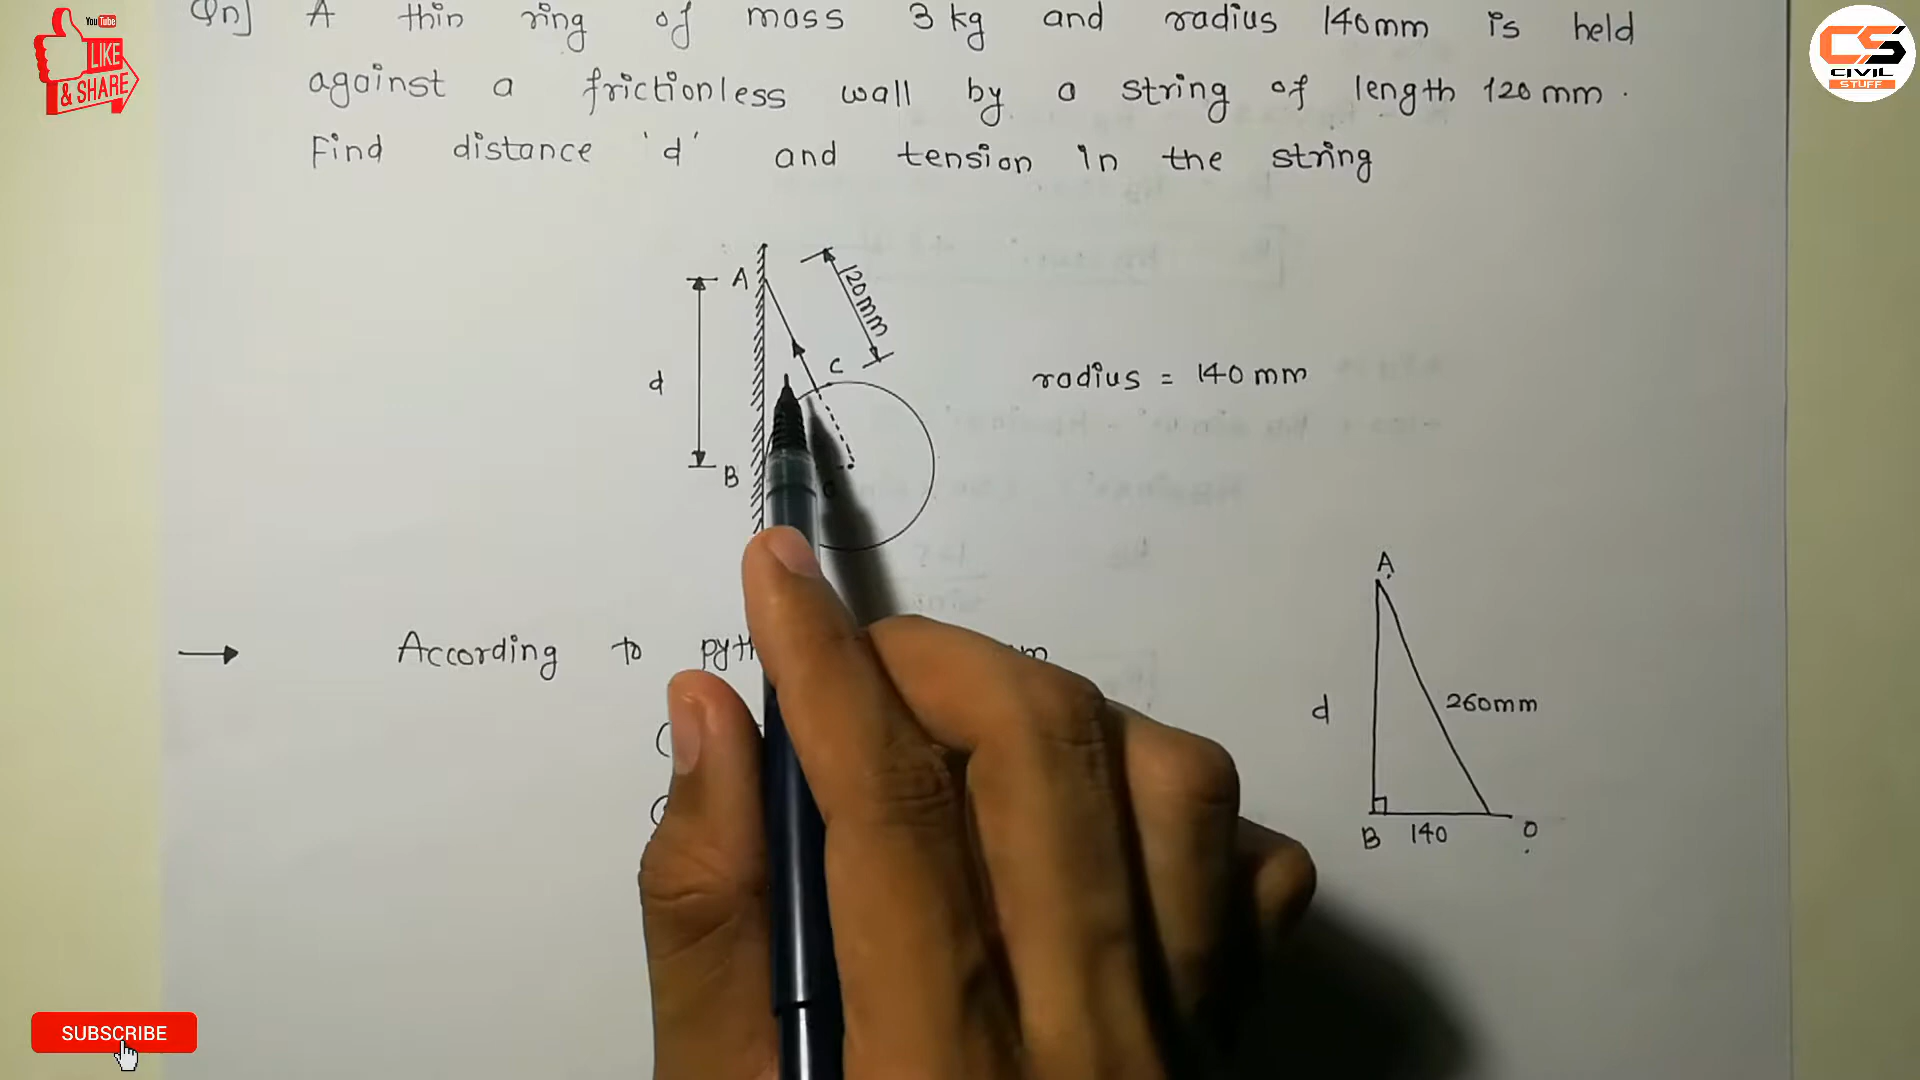 Qn] A thin ring of mass 3 kg and radius 140mm is held
against a frictionless wall by a string of length 120 mm.
Find distance 'd' and tension in the string
A
120mm
C
d
radius = 140 mm
B
A
→ According to
d
260mm
B 140 O
YouTube
LIKE
& SHARE
CS
CIVIL
STUFF
SUBSCRIBE